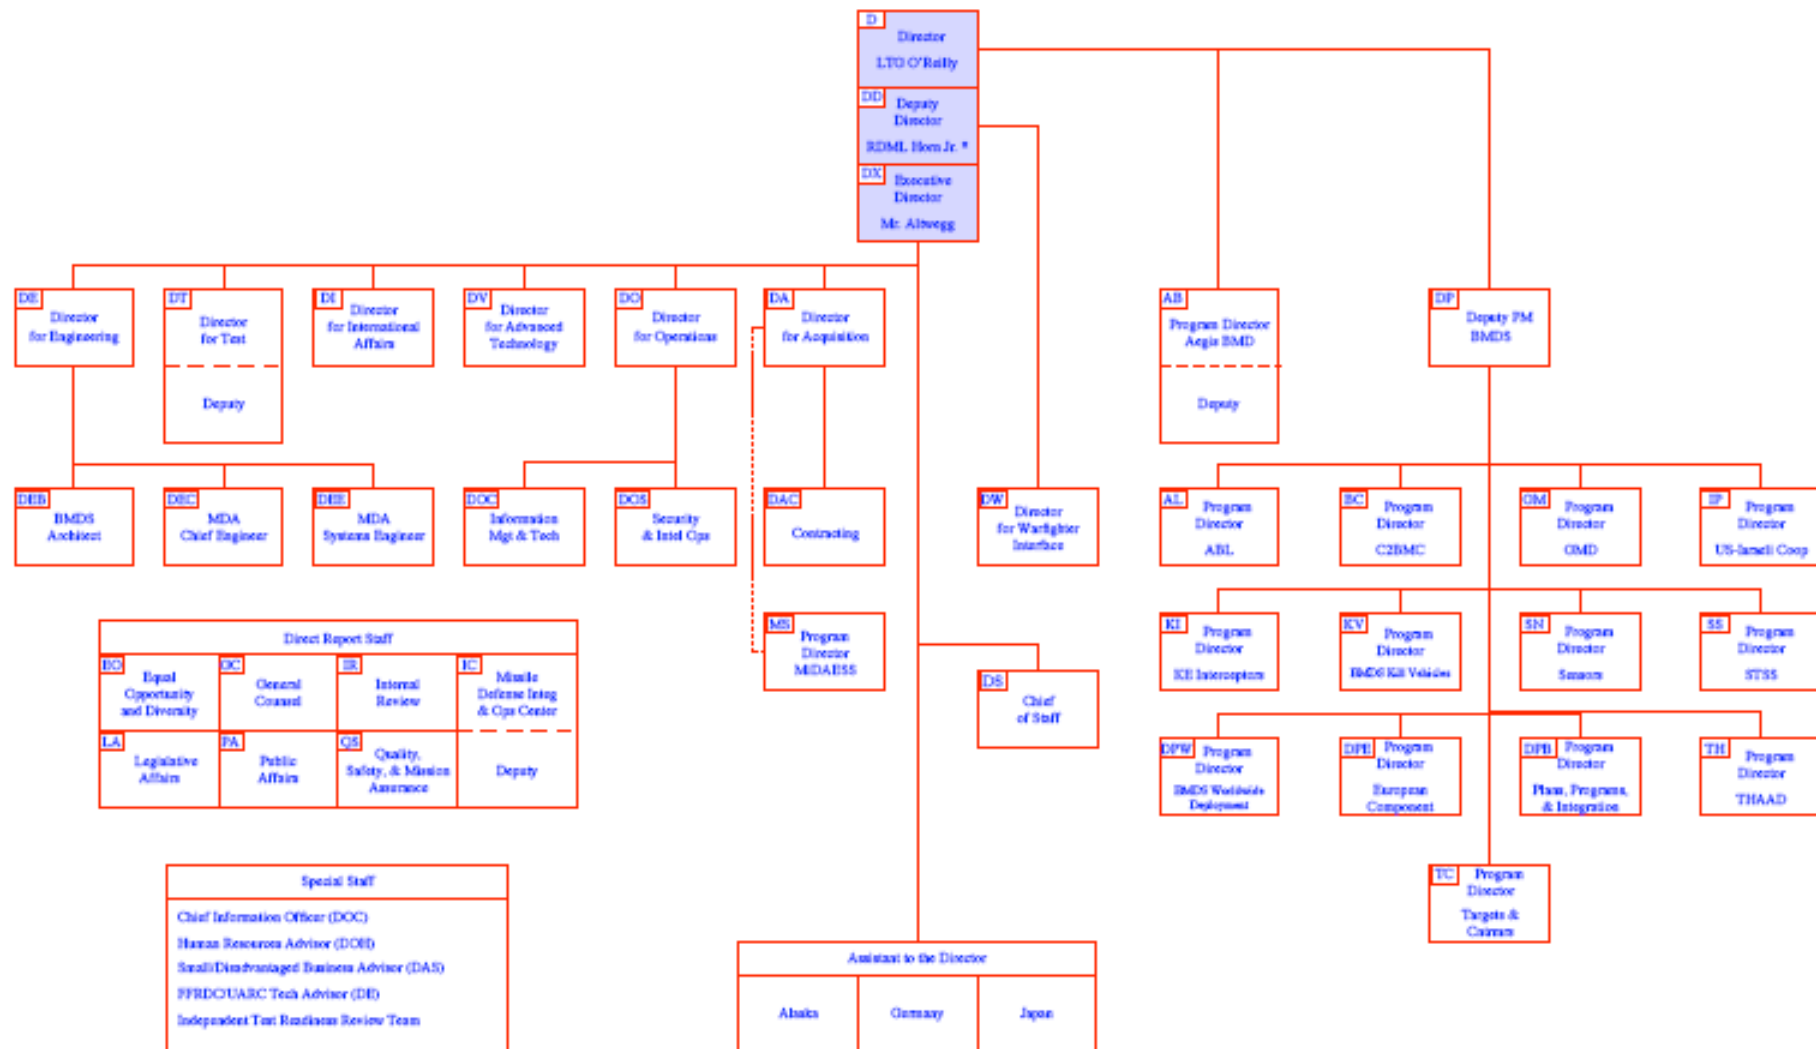 D
Director
LTG O'Reilly
DD
Deputy
Director
RDML Horn Jr. *
DX
Executive
Director
Mr. Altwegg
DE
Director
for Engineering
DT
Director
for Test
Deputy
DI
Director
for International
Affairs
DV
Director
for Advanced
Technology
DO
Director
for Operations
DA
Director
for Acquisition
AB
Program Director
Aegis BMD
Deputy
DP
Deputy PM
BMDS
DEB
BMDS
Architect
DEC
MDA
Chief Engineer
DEE
MDA
Systems Engineer
DOC
Information
Mgt & Tech
DOS
Security
& Intel Ops
DAC
Contracting
DW
Director
for Warfighter
Interface
AL
Program
Director
ABL
BC
Program
Director
C2BMC
GM
Program
Director
GMD
IP
Program
Director
US-Israeli Coop
MS
Program
Director
MiDAESS
DS
Chief
of Staff
KI
Program
Director
KE Interceptors
KV
Program
Director
BMDS Kill Vehicles
SN
Program
Director
Sensors
SS
Program
Director
STSS
DPW
Program
Director
BMDS Worldwide
Deployment
DPE
Program
Director
European
Component
DPB
Program
Director
Plans, Programs,
& Integration
TH
Program
Director
THAAD
TC
Program
Director
Targets &
Direct Report Staff
EO
Equal
Opportunity
and Diversity
GC
General
Counsel
IR
Internal
Review
IC
Missile
Defense Integ
& Ops Center
LA
Legislative
Affairs
PA
Public
Affairs
QS
Quality,
Safety, & Mission
Assurance
Deputy
Special Staff
Chief Information Officer (DOC)
Human Resources Advisor (DOH)
Small/Disadvantaged Business Advisor (DAS)
FFRDC/UARC Tech Advisor (DE)
Independent Test Readiness Review Team
Assistant to the Director
Alaska
Germany
Japan